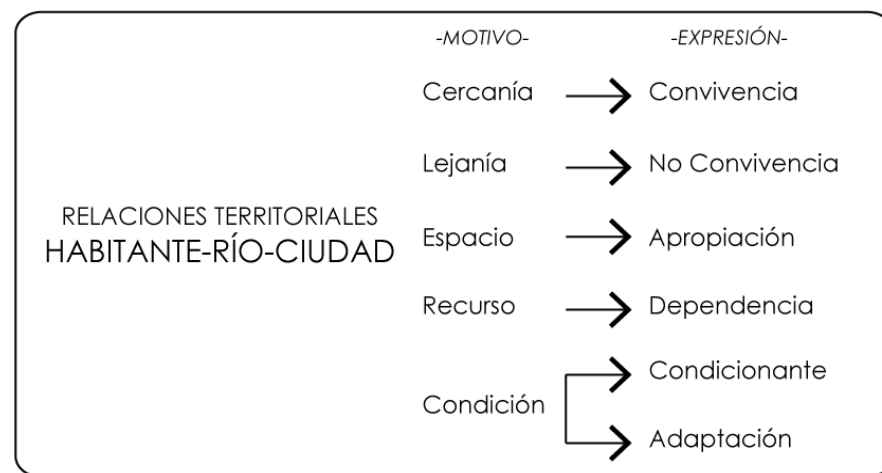 -MOTIVO- -EXPRESIÓN-
Cercanía Convivencia
Lejanía No Convivencia
RELACIONES TERRITORIALES
HABITANTE-RÍO-CIUDAD
Espacio Apropiación
Recurso Dependencia
Condición
Condicionante
Adaptación